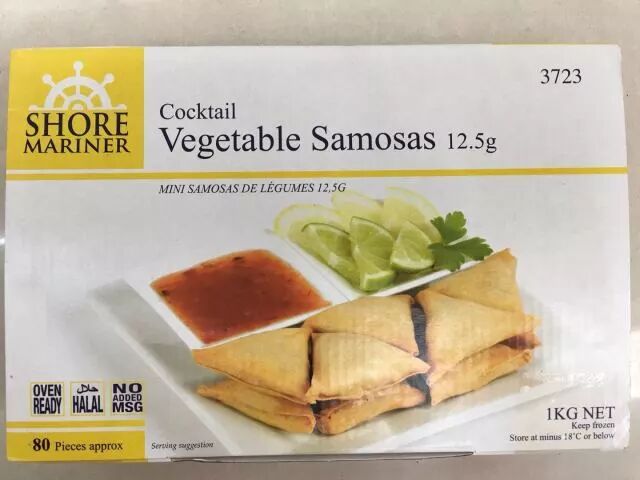 3723
SHORE
MARINER
Cocktail
Vegetable Samosas 12.5g
MINI SAMOSAS DE LÉGUMES 12,5G
OVEN
READY
حلال
HALAL
NO
ADDED
MSG
80 Pieces approx
Serving suggestion
1KG NET
Keep frozen
Store at minus 18°C or below